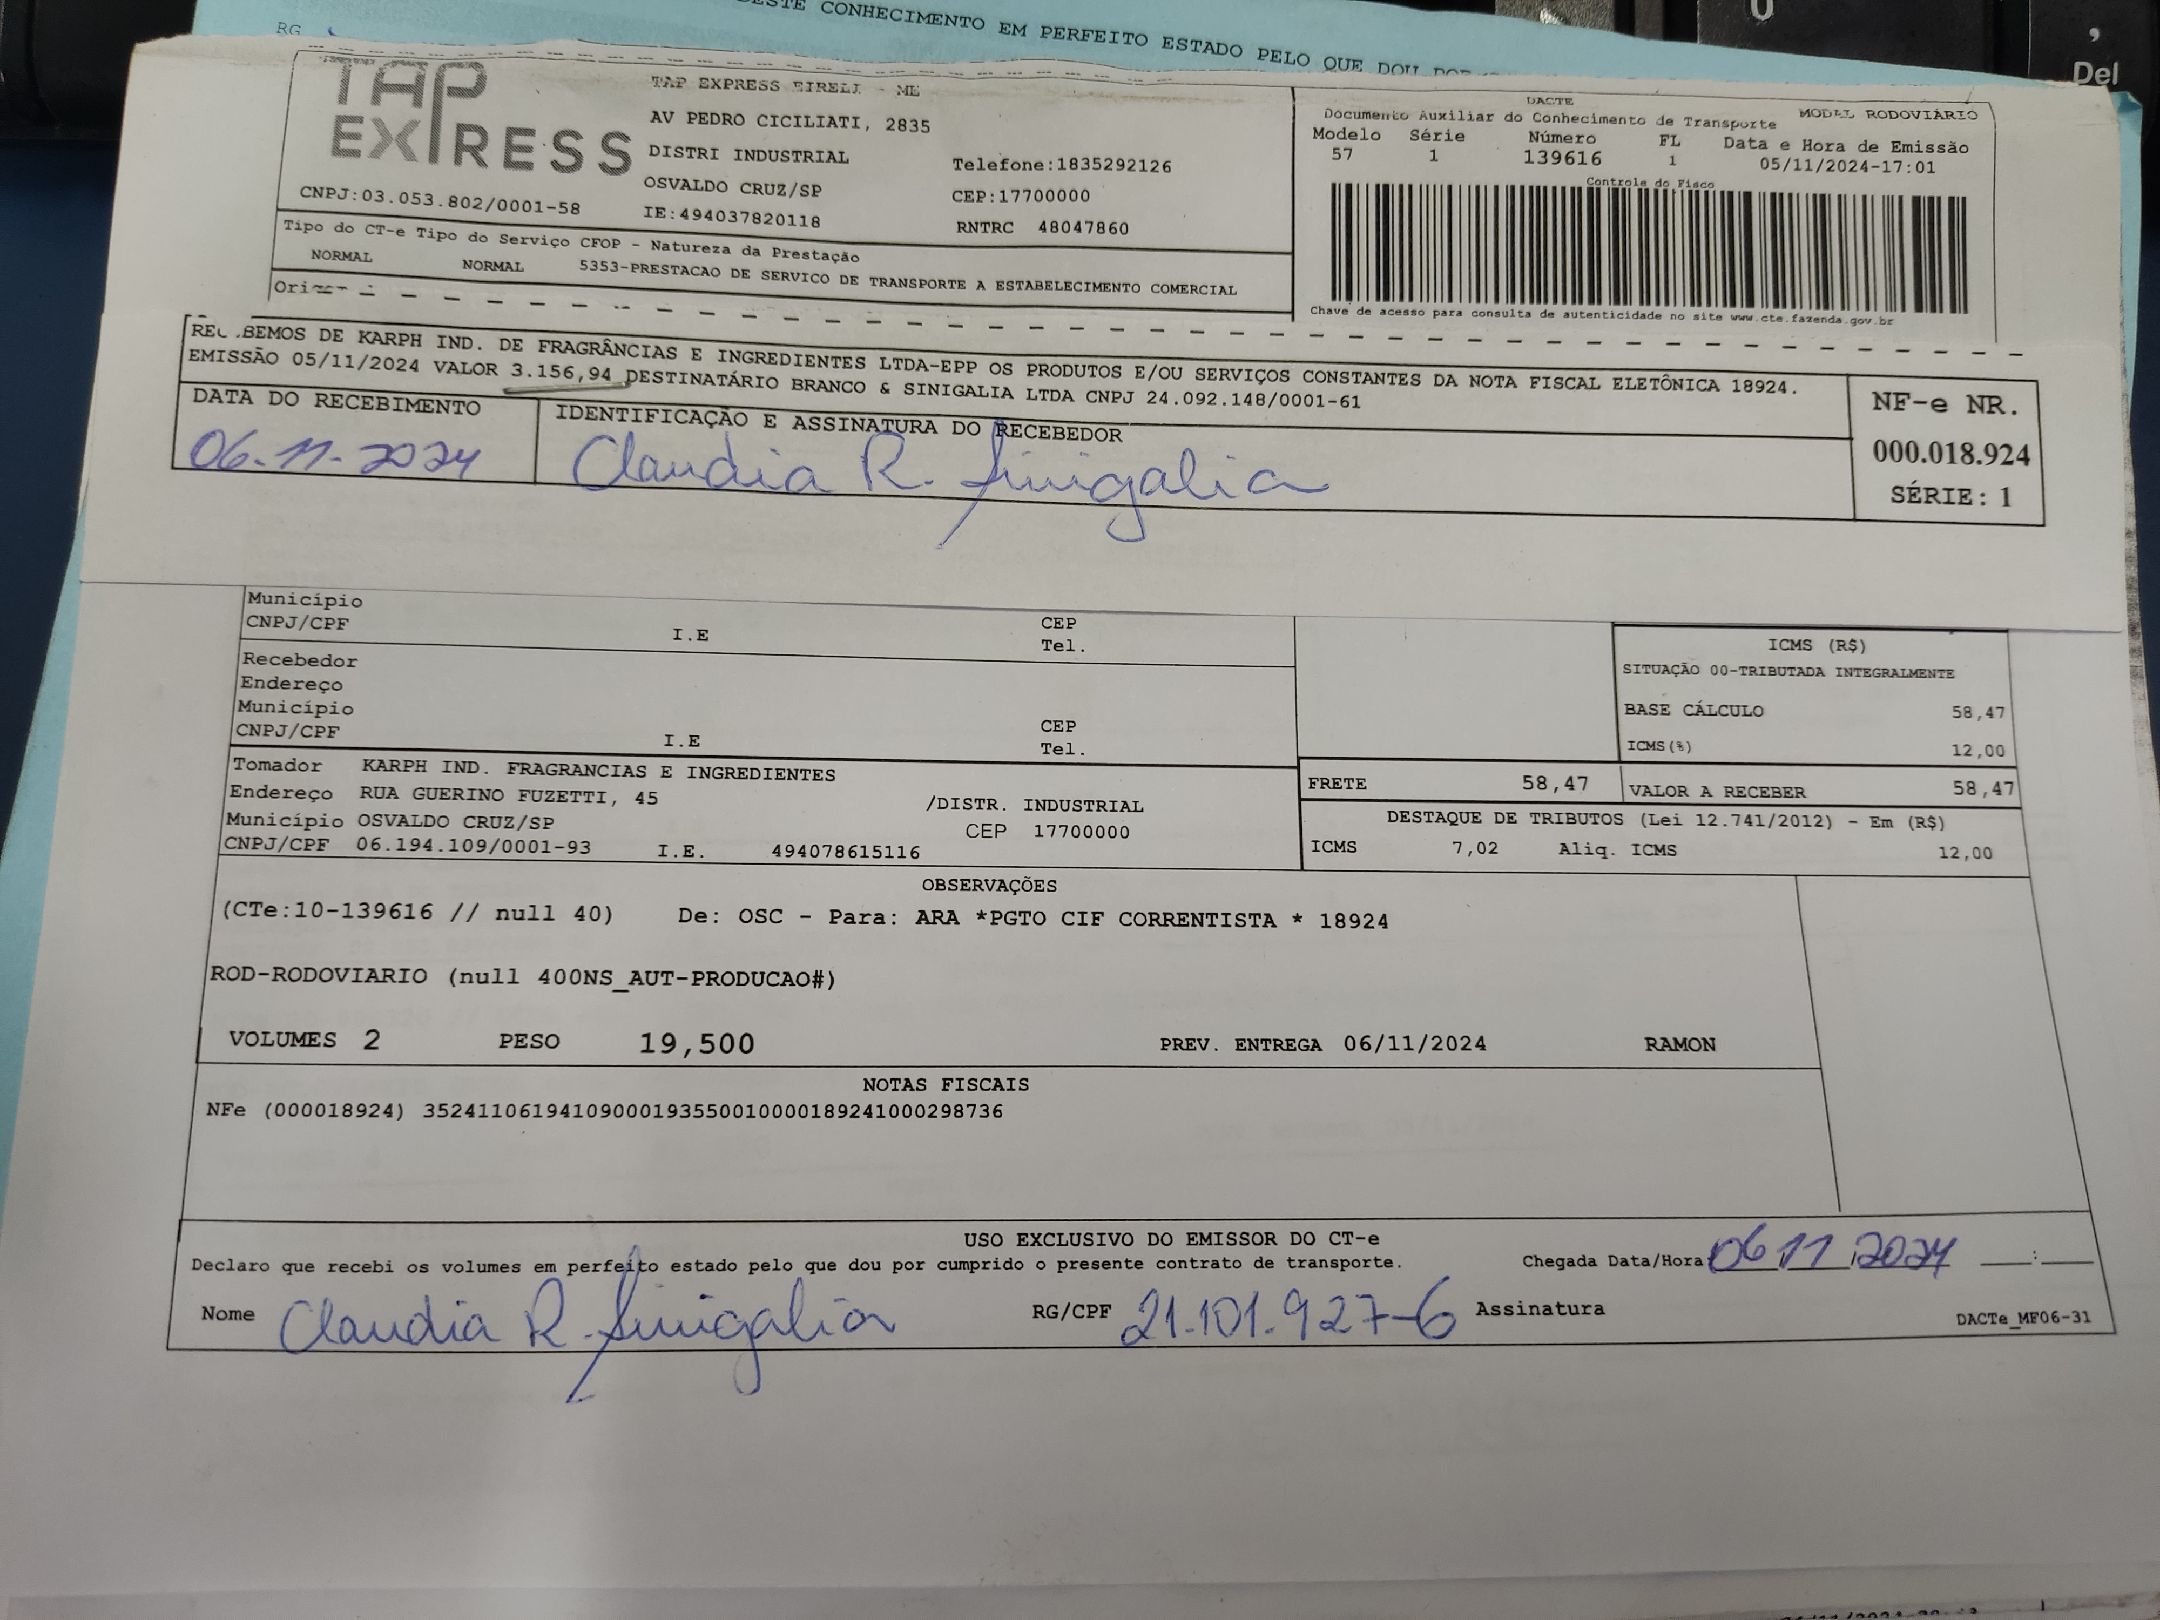 ESTE CONHECIMENTO EM PERFEITO ESTADO PELO QUE DOU
RG
TAP EXPRESS
TAP EXPRESS EIRELI - ME
AV PEDRO CICILIATI, 2835
DISTRI INDUSTRIAL
Telefone:1835292126
OSVALDO CRUZ/SP
CEP:17700000
CNPJ:03.053.802/0001-58
IE:494037820118
RNTRC 48047860
DACTE
Documento Auxiliar do Conhecimento de Transporte
MODAL RODOVIÁRIO
Modelo Série Número FL Data e Hora de Emissão
57 1 139616 1 05/11/2024-17:01
Controle do Fisco
Chave de acesso para consulta de autenticidade no site www.cte.fazenda.gov.br
Tipo do CT-e Tipo do Serviço CFOP - Natureza da Prestação
NORMAL NORMAL 5353-PRESTACAO DE SERVICO DE TRANSPORTE A ESTABELECIMENTO COMERCIAL
RECEBEMOS DE KARPH IND. DE FRAGRÂNCIAS E INGREDIENTES LTDA-EPP OS PRODUTOS E/OU SERVIÇOS CONSTANTES DA NOTA FISCAL ELETÔNICA 18924.
EMISSÃO 05/11/2024 VALOR 3.156,94 DESTINATÁRIO BRANCO & SINIGALIA LTDA CNPJ 24.092.148/0001-61
DATA DO RECEBIMENTO
IDENTIFICAÇÃO E ASSINATURA DO RECEBEDOR
06.11.2024
Claudia R. Sinigalia
NF-e NR.
000.018.924
SÉRIE: 1
Município
CEP
CNPJ/CPF I.E Tel.
Recebedor
Endereço
Município
CEP
CNPJ/CPF I.E Tel.
ICMS (R$)
SITUAÇÃO 00-TRIBUTADA INTEGRALMENTE
BASE CÁLCULO 58,47
ICMS(%) 12,00
Tomador KARPH IND. FRAGRANCIAS E INGREDIENTES
Endereço RUA GUERINO FUZETTI, 45 /DISTR. INDUSTRIAL
Município OSVALDO CRUZ/SP CEP 17700000
CNPJ/CPF 06.194.109/0001-93 I.E. 494078615116
FRETE 58,47 VALOR A RECEBER 58,47
DESTAQUE DE TRIBUTOS (Lei 12.741/2012) - Em (R$)
ICMS 7,02 Aliq. ICMS 12,00
OBSERVAÇÕES
(CTe:10-139616 // null 40) De: OSC - Para: ARA *PGTO CIF CORRENTISTA * 18924
ROD-RODOVIARIO (null 400NS_AUT-PRODUCAO#)
VOLUMES 2 PESO 19,500 PREV. ENTREGA 06/11/2024 RAMON
NOTAS FISCAIS
NFe (000018924) 35241106194109000193550010000189241000298736
USO EXCLUSIVO DO EMISSOR DO CT-e
Declaro que recebi os volumes em perfeito estado pelo que dou por cumprido o presente contrato de transporte.
Chegada Data/Hora 06 11 2024 __:__
Nome Claudia R. Sinigalia RG/CPF 21.101.927-6 Assinatura
DACTe_MF06-31
Del